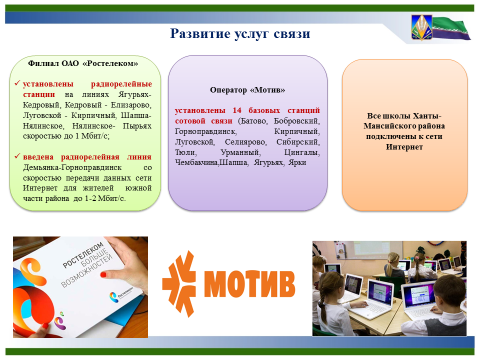 Развитие услуг связи
Филиал ОАО «Ростелеком»
установлены радиорелейные
станции на линиях Ягурьях-
Кедровый, Кедровый - Елизарово,
Луговской - Кирпичный, Шапша-
Нялинское, Нялинское- Пырьях
скоростью до 1 Мбит/с;
введена радиорелейная линия
Демьянка-Горноправдинск со
скоростью передачи данных сети
Интернет для жителей южной
части района до 1-2 Мбит/с.
Оператор «Мотив»
установлены 14 базовых станций
сотовой связи (Батово, Бобровский,
Горноправдинск, Кирпичный,
Луговской, Селиярово, Сибирский,
Тюли, Урманный, Цингалы,
Чембакчина,Шапша, Ягурьях, Ярки
Все школы Ханты-
Мансийского района
подключены к сети
Интернет
РОСТЕЛЕКОМ
БОЛЬШЕ
ВОЗМОЖНОСТЕЙ
МОТИВ